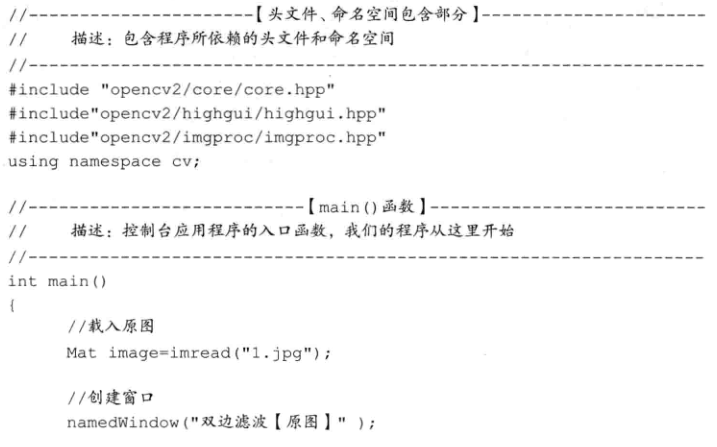 //----------------------【头文件、命名空间包含部分】----------------------
//    描述：包含程序所依赖的头文件和命名空间
//------------------------------------------------------------------
#include "opencv2/core/core.hpp"
#include"opencv2/highgui/highgui.hpp"
#include"opencv2/imgproc/imgproc.hpp"
using namespace cv;
//---------------------------【main()函数】---------------------------
//    描述：控制台应用程序的入口函数，我们的程序从这里开始
//------------------------------------------------------------------
int main()
{
//载入原图
Mat image=imread("1.jpg");
//创建窗口
namedWindow("双边滤波【原图】" );